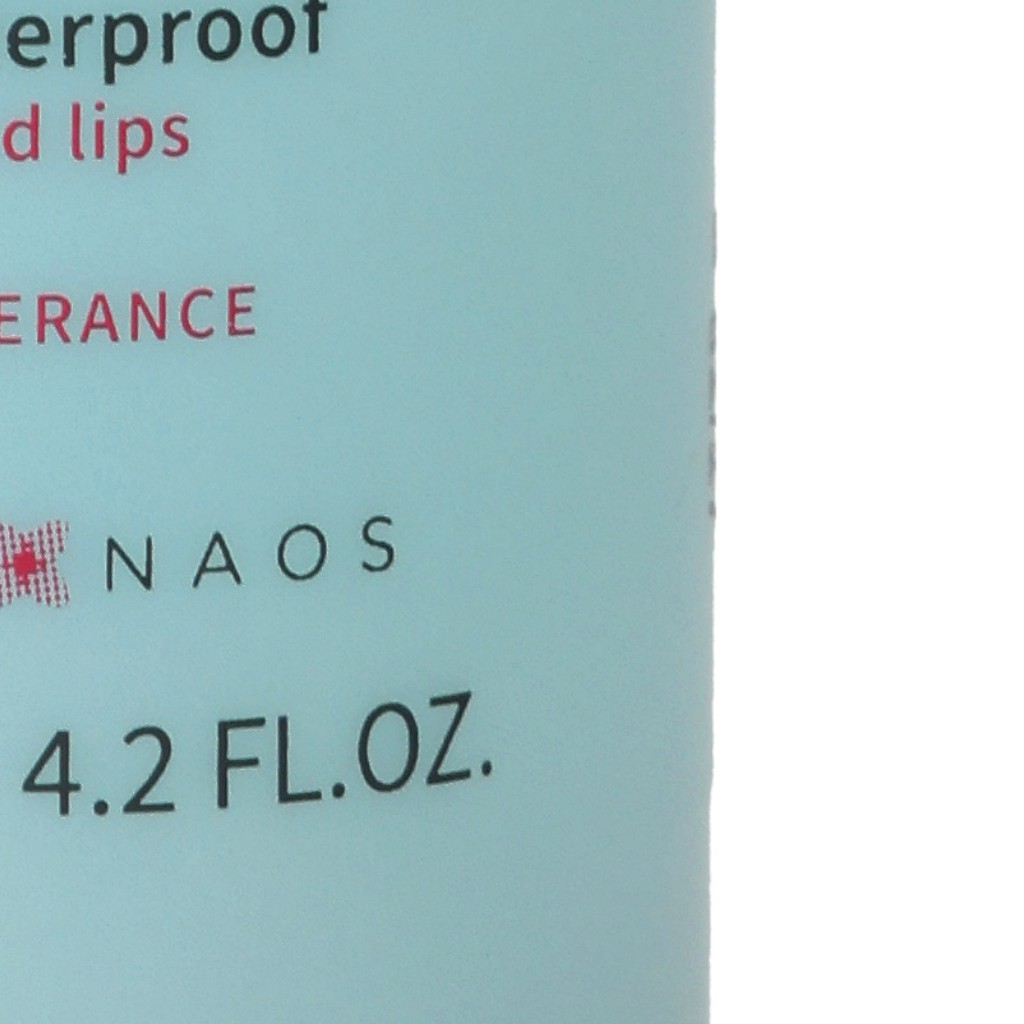 erproof
d lips
ERANCE
NAOS
4.2 FL.OZ.